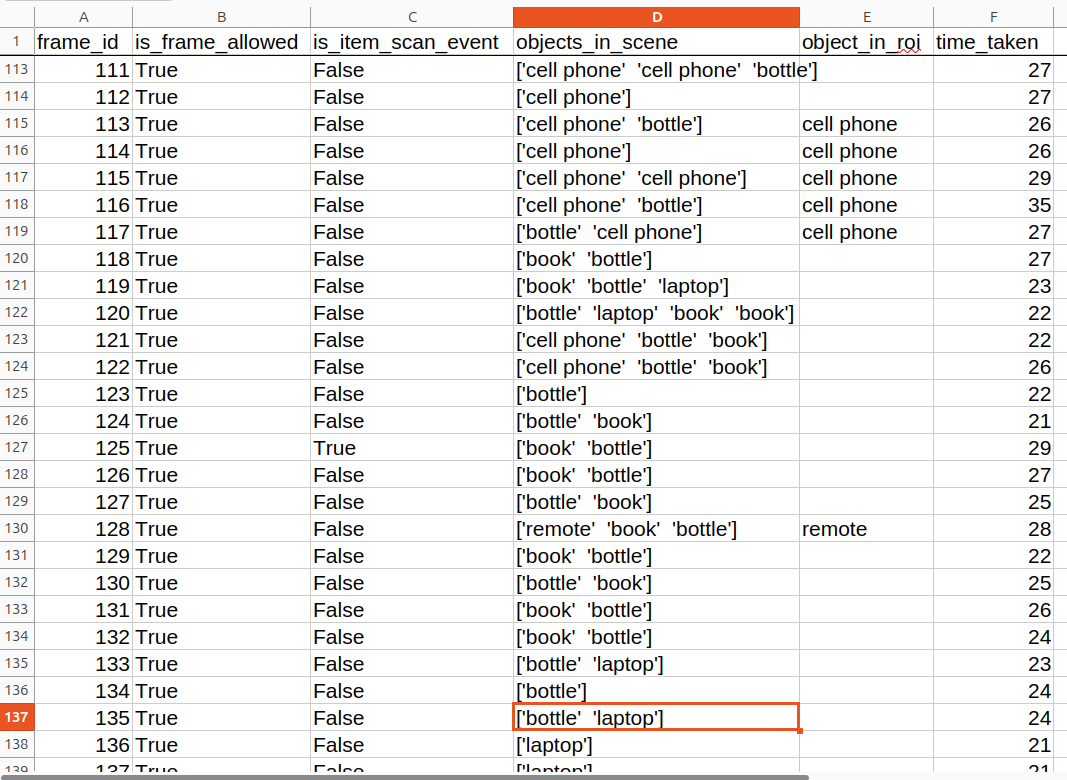 A B C D E F
1 frame_id is_frame_allowed is_item_scan_event objects_in_scene object_in_roi time_taken
113 111 True False ['cell phone' 'cell phone' 'bottle'] 27
114 112 True False ['cell phone'] 27
115 113 True False ['cell phone' 'bottle'] cell phone 26
116 114 True False ['cell phone'] cell phone 26
117 115 True False ['cell phone' 'cell phone'] cell phone 29
118 116 True False ['cell phone' 'bottle'] cell phone 35
119 117 True False ['bottle' 'cell phone'] cell phone 27
120 118 True False ['book' 'bottle'] 27
121 119 True False ['book' 'bottle' 'laptop'] 23
122 120 True False ['bottle' 'laptop' 'book' 'book'] 22
123 121 True False ['cell phone' 'bottle' 'book'] 22
124 122 True False ['cell phone' 'bottle' 'book'] 26
125 123 True False ['bottle'] 22
126 124 True False ['bottle' 'book'] 21
127 125 True True ['book' 'bottle'] 29
128 126 True False ['book' 'bottle'] 27
129 127 True False ['bottle' 'book'] 25
130 128 True False ['remote' 'book' 'bottle'] remote 28
131 129 True False ['book' 'bottle'] 22
132 130 True False ['bottle' 'book'] 25
133 131 True False ['book' 'bottle'] 26
134 132 True False ['book' 'bottle'] 24
135 133 True False ['bottle' 'laptop'] 23
136 134 True False ['bottle'] 24
137 135 True False ['bottle' 'laptop'] 24
138 136 True False ['laptop'] 21
139 137 True False ['laptop'] 21